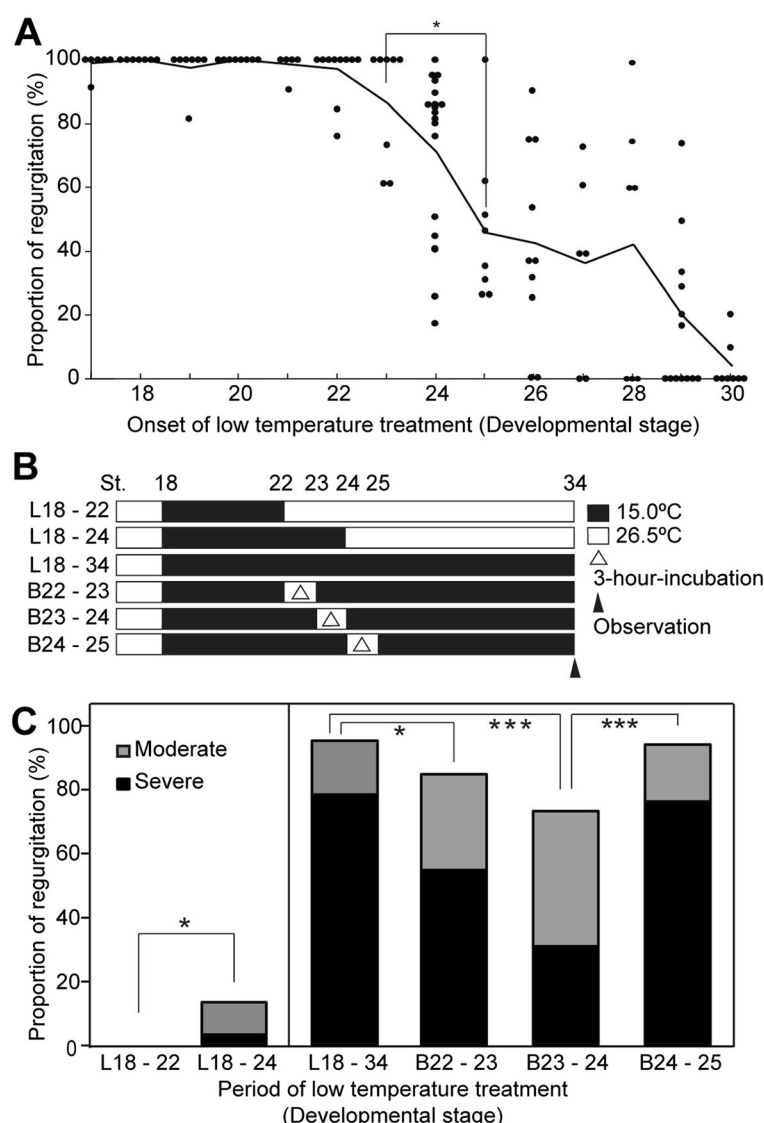 A
*
100
80
60
40
20
0
Proportion of regurgitation (%)
18 20 22 24 26 28 30
Onset of low temperature treatment (Developmental stage)
B
St. 18 22 23 24 25 34
L18 - 22
L18 - 24
L18 - 34
B22 - 23
B23 - 24
B24 - 25
15.0ºC
26.5ºC
3-hour-incubation
Observation
C
100
80
60
40
20
0
Proportion of regurgitation (%)
Moderate
Severe
* * *** ***
L18 - 22 L18 - 24 L18 - 34 B22 - 23 B23 - 24 B24 - 25
Period of low temperature treatment
(Developmental stage)